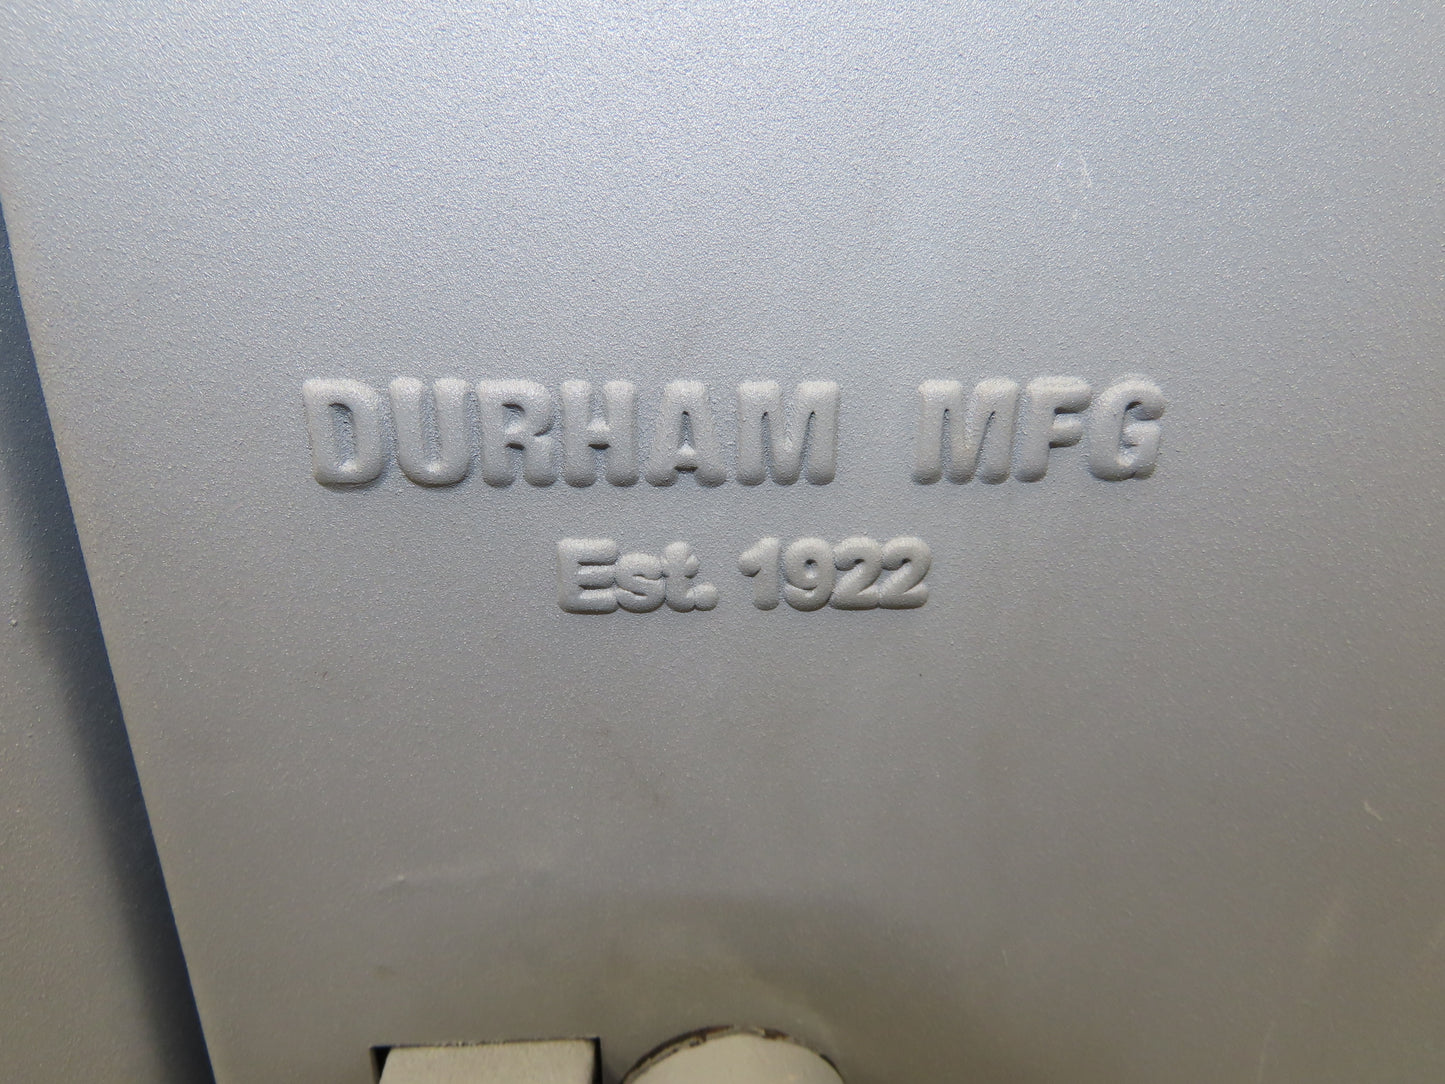 DURHAM MFG
Est. 1922